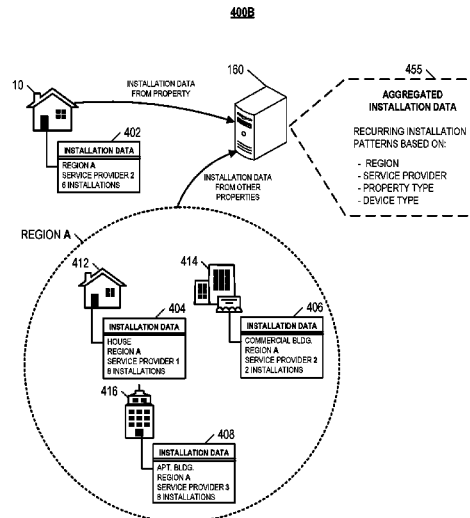 400B
10
INSTALLATION DATA
FROM PROPERTY
160
455
AGGREGATED
INSTALLATION DATA
RECURRING INSTALLATION
PATTERNS BASED ON:
- REGION
- SERVICE PROVIDER
- PROPERTY TYPE
- DEVICE TYPE
402
INSTALLATION DATA
REGION A
SERVICE PROVIDER 2
6 INSTALLATIONS
INSTALLATION DATA
FROM OTHER
PROPERTIES
REGION A
412
404
INSTALLATION DATA
HOUSE
REGION A
SERVICE PROVIDER 1
8 INSTALLATIONS
414
406
INSTALLATION DATA
COMMERCIAL BLDG.
REGION A
SERVICE PROVIDER 2
2 INSTALLATIONS
416
408
INSTALLATION DATA
APT. BLDG.
REGION A
SERVICE PROVIDER 3
8 INSTALLATIONS